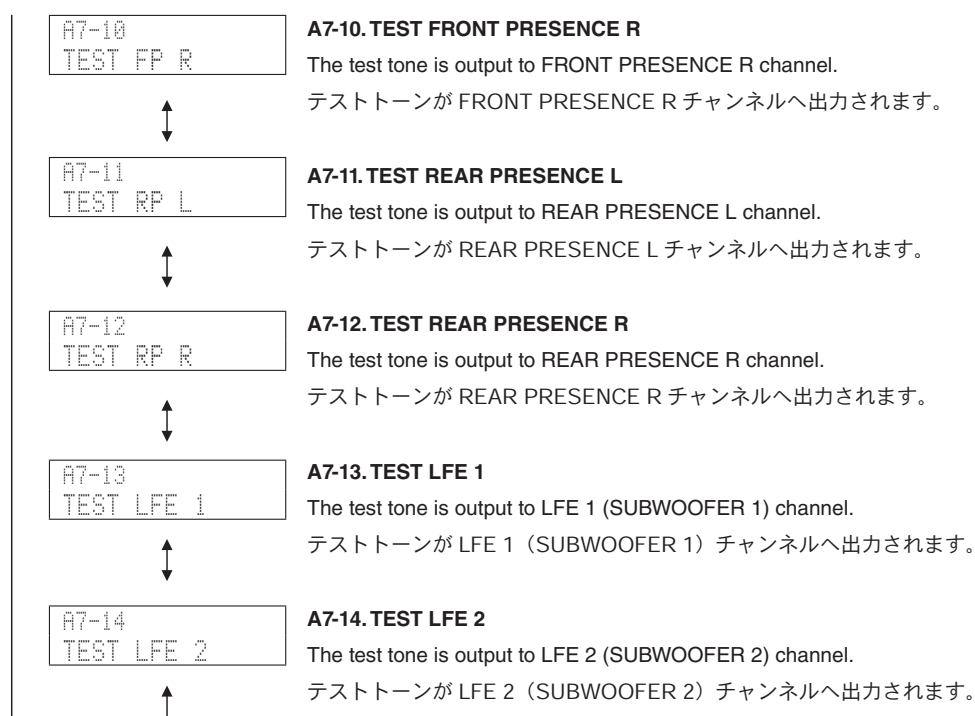 A7-10
TEST FP R
A7-10. TEST FRONT PRESENCE R
The test tone is output to FRONT PRESENCE R channel.
テストトーンが FRONT PRESENCE R チャンネルへ出力されます。
A7-11
TEST RP L
A7-11. TEST REAR PRESENCE L
The test tone is output to REAR PRESENCE L channel.
テストトーンが REAR PRESENCE L チャンネルへ出力されます。
A7-12
TEST RP R
A7-12. TEST REAR PRESENCE R
The test tone is output to REAR PRESENCE R channel.
テストトーンが REAR PRESENCE R チャンネルへ出力されます。
A7-13
TEST LFE 1
A7-13. TEST LFE 1
The test tone is output to LFE 1 (SUBWOOFER 1) channel.
テストトーンが LFE 1（SUBWOOFER 1）チャンネルへ出力されます。
A7-14
TEST LFE 2
A7-14. TEST LFE 2
The test tone is output to LFE 2 (SUBWOOFER 2) channel.
テストトーンが LFE 2（SUBWOOFER 2）チャンネルへ出力されます。